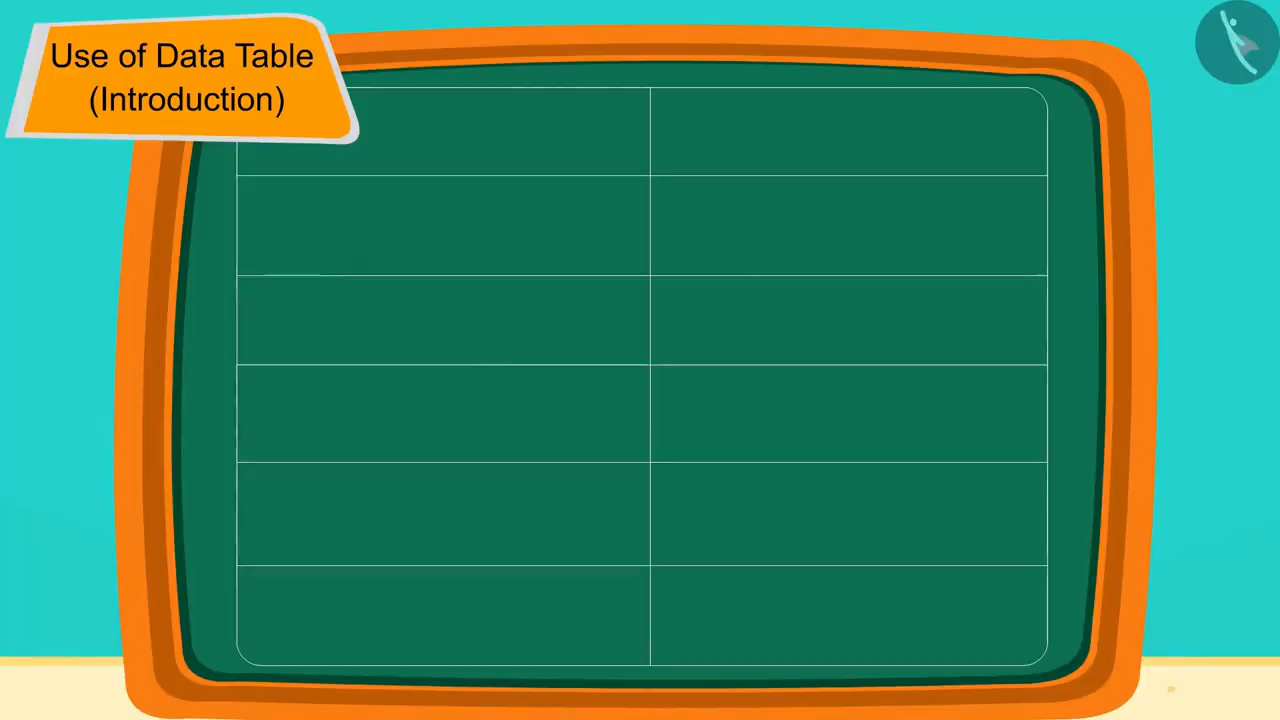 Use of Data Table
(Introduction)